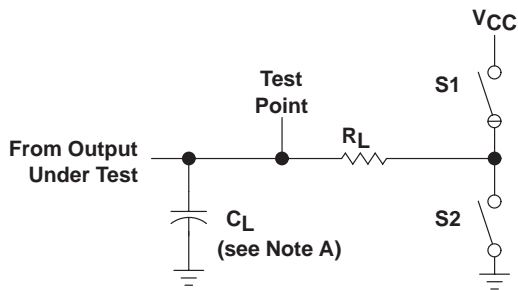 VCC
S1
Test
Point
RL
From Output
Under Test
CL
(see Note A)
S2